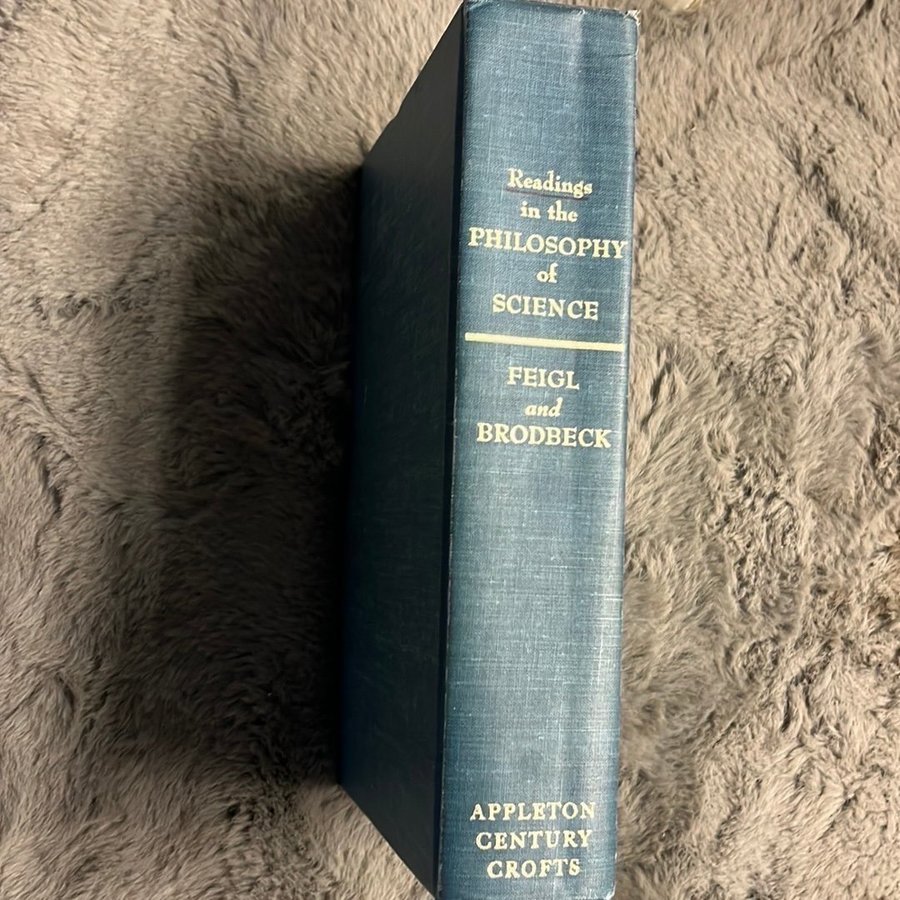 Readings
in the
PHILOSOPHY
of
SCIENCE
FEIGL
and
BRODBECK
APPLETON
CENTURY
CROFTS